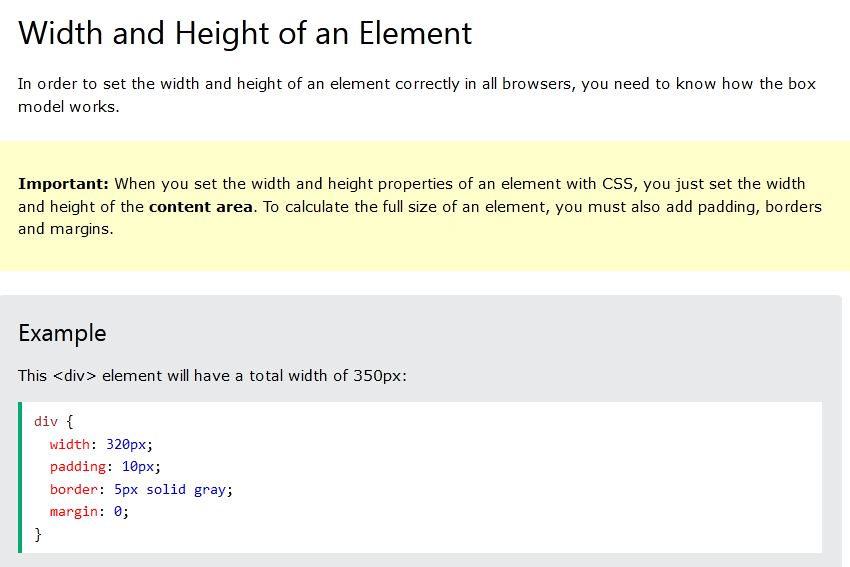 Width and Height of an Element
In order to set the width and height of an element correctly in all browsers, you need to know how the box
model works.
Important: When you set the width and height properties of an element with CSS, you just set the width
and height of the content area. To calculate the full size of an element, you must also add padding, borders
and margins.
Example
This <div> element will have a total width of 350px:
div {
  width: 320px;
  padding: 10px;
  border: 5px solid gray;
  margin: 0;
}